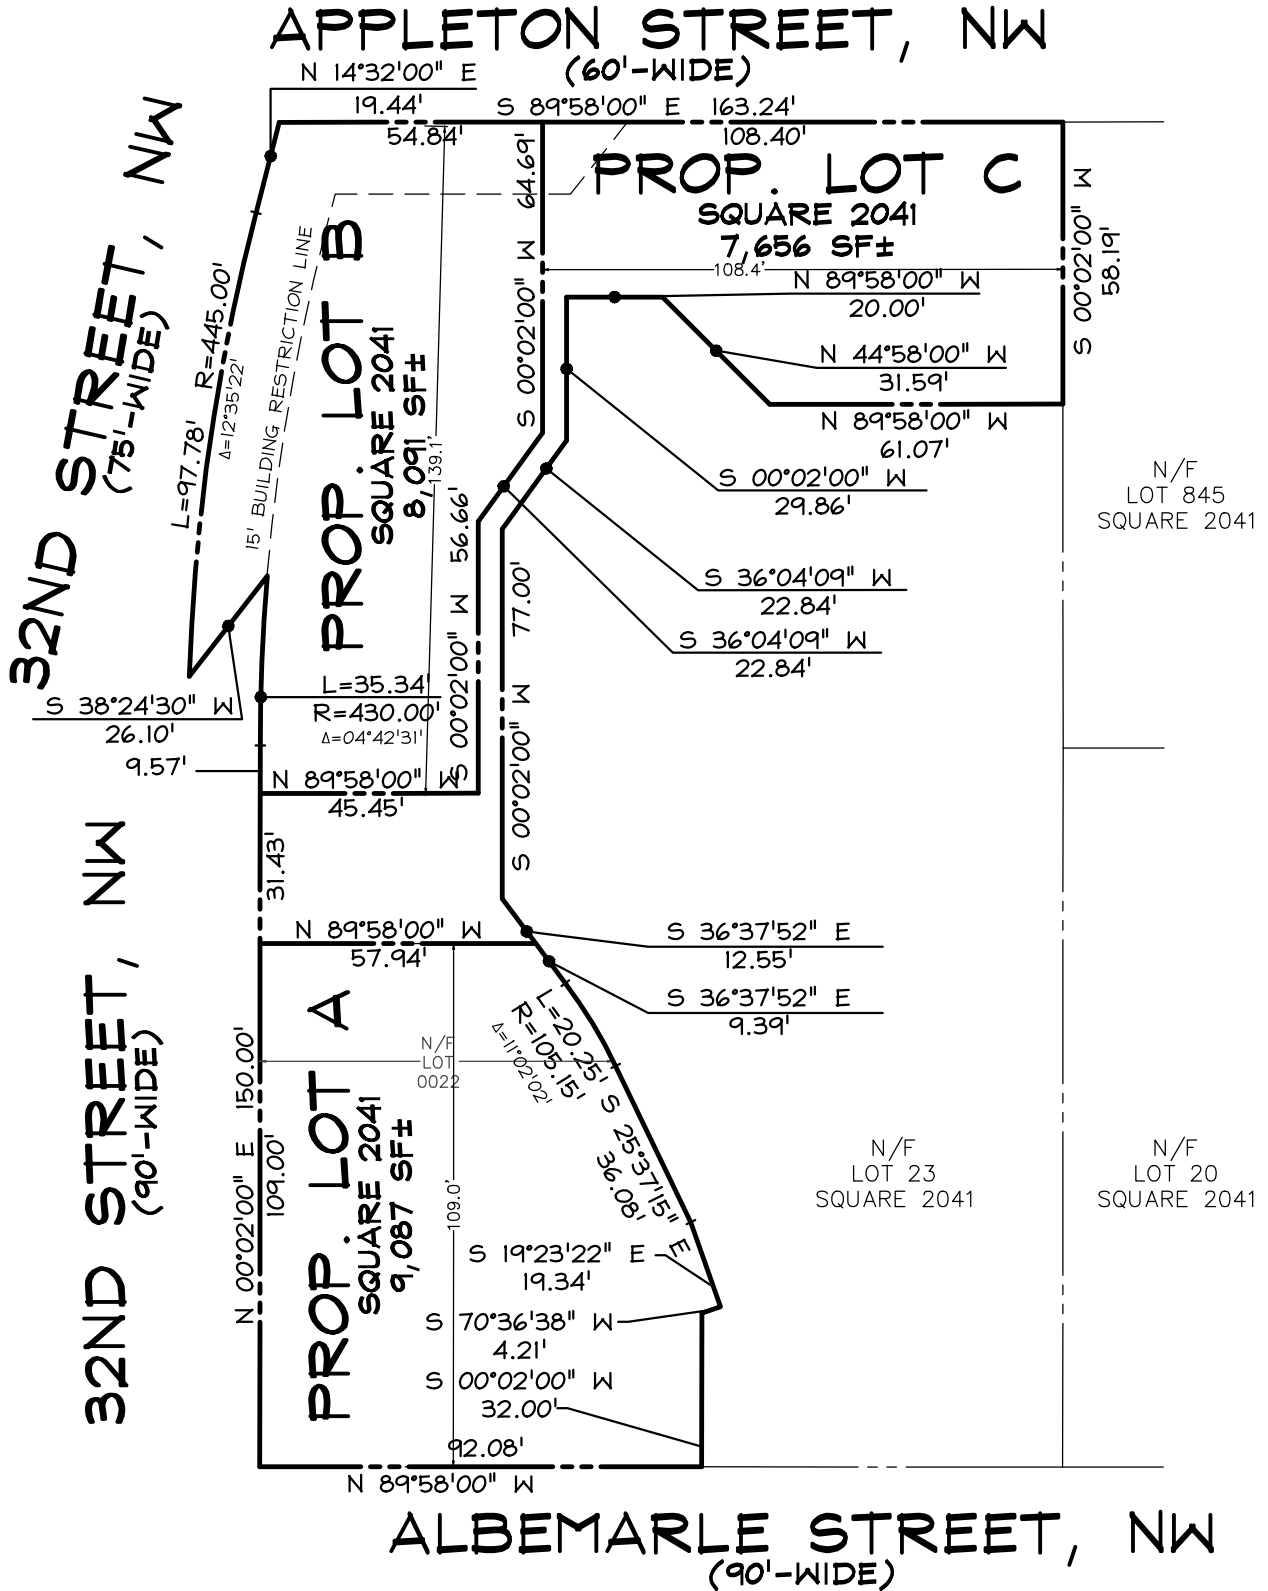 APPLETON STREET, NW
(60'-WIDE)
N 14°32'00" E
19.44'
S 89°58'00" E 163.24'
54.84'
108.40'
32ND STREET, NW
(75'-WIDE)
L=97.78' R=445.00'
Δ=12°35'22"
15' BUILDING RESTRICTION LINE
PROP. LOT B
SQUARE 2041
8,091 SF±
139.1'
S 00°02'00" W 64.69'
PROP. LOT C
SQUARE 2041
7,656 SF±
108.4'
S 00°02'00" W
58.19'
N 89°58'00" W
20.00'
N 44°58'00" W
31.59'
N 89°58'00" W
61.07'
S 00°02'00" W
29.86'
N/F
LOT 845
SQUARE 2041
S 36°04'09" W
22.84'
S 36°04'09" W
22.84'
S 00°02'00" W 56.66'
S 00°02'00" W 77.00'
S 38°24'30" W
26.10'
L=35.34'
R=430.00'
Δ=04°42'31"
9.57'
N 89°58'00" W
45.45'
31.43'
32ND STREET, NW
(90'-WIDE)
N 89°58'00" W
57.94'
S 36°37'52" E
12.55'
S 36°37'52" E
9.39'
L=20.25'
R=105.15'
Δ=11°02'02"
N/F
LOT
0022
N 00°02'00" E 150.00'
109.00'
PROP. LOT A
SQUARE 2041
9,087 SF±
109.0'
S 25°37'15" E
36.08'
N/F
LOT 23
SQUARE 2041
N/F
LOT 20
SQUARE 2041
S 19°23'22" E
19.34'
S 70°36'38" W
4.21'
S 00°02'00" W
32.00'
92.08'
N 89°58'00" W
ALBEMARLE STREET, NW
(90'-WIDE)